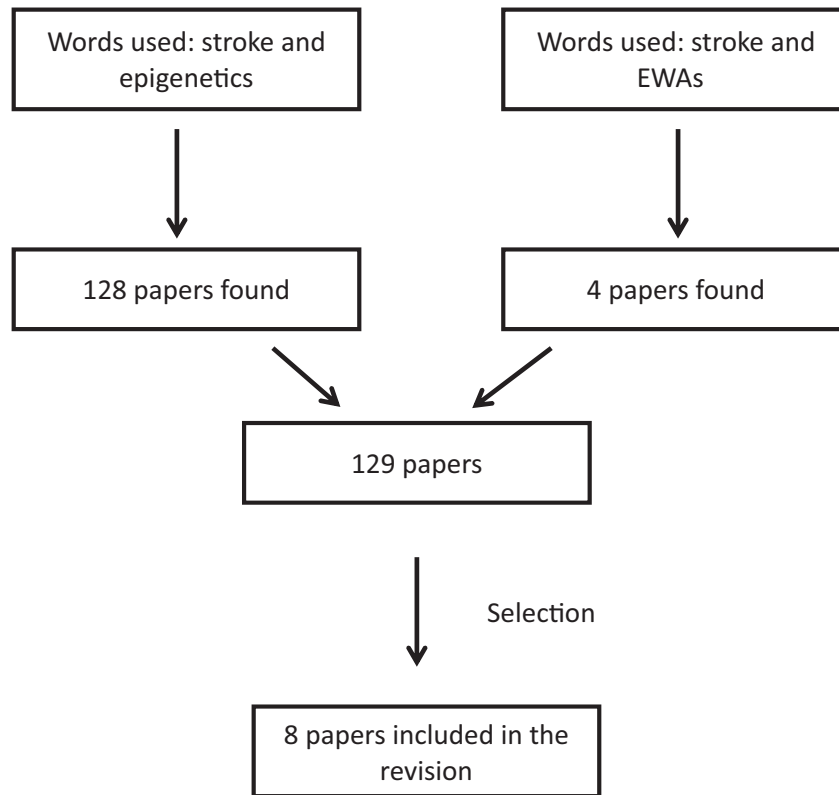 Words used: stroke and
epigenetics
Words used: stroke and
EWAs
128 papers found
4 papers found
129 papers
Selection
8 papers included in the
revision